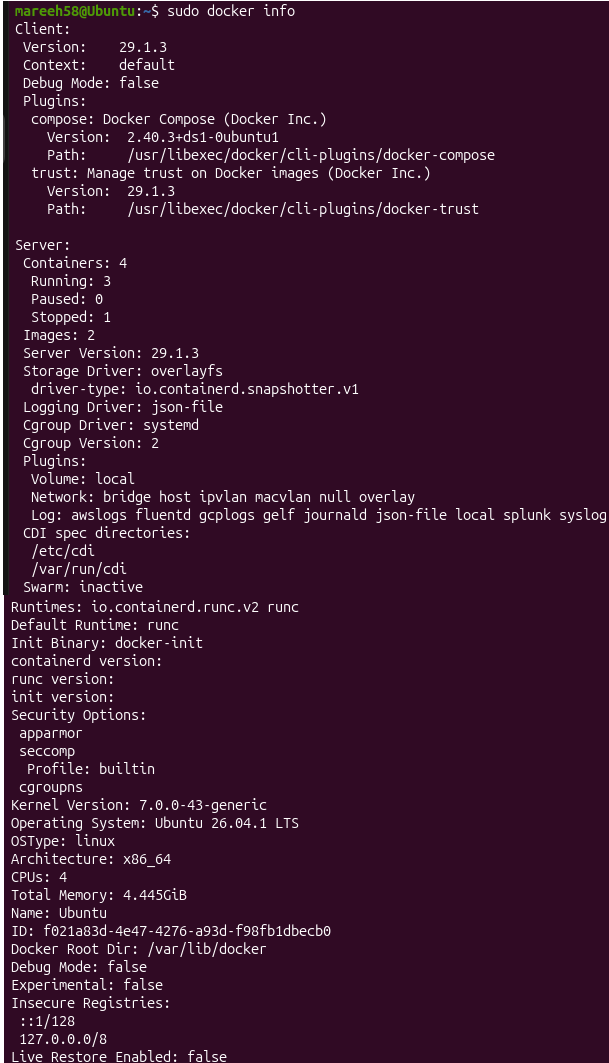 mareeh58@Ubuntu:~$ sudo docker info
Client:
 Version:    29.1.3
 Context:    default
 Debug Mode: false
 Plugins:
  compose: Docker Compose (Docker Inc.)
    Version:  2.40.3+ds1-0ubuntu1
    Path:     /usr/libexec/docker/cli-plugins/docker-compose
  trust: Manage trust on Docker images (Docker Inc.)
    Version:  29.1.3
    Path:     /usr/libexec/docker/cli-plugins/docker-trust

Server:
 Containers: 4
  Running: 3
  Paused: 0
  Stopped: 1
 Images: 2
 Server Version: 29.1.3
 Storage Driver: overlayfs
  driver-type: io.containerd.snapshotter.v1
 Logging Driver: json-file
 Cgroup Driver: systemd
 Cgroup Version: 2
 Plugins:
  Volume: local
  Network: bridge host ipvlan macvlan null overlay
  Log: awslogs fluentd gcplogs gelf journald json-file local splunk syslog
 CDI spec directories:
  /etc/cdi
  /var/run/cdi
 Swarm: inactive
Runtimes: io.containerd.runc.v2 runc
Default Runtime: runc
Init Binary: docker-init
containerd version:
runc version:
init version:
Security Options:
 apparmor
 seccomp
  Profile: builtin
 cgroupns
Kernel Version: 7.0.0-43-generic
Operating System: Ubuntu 26.04.1 LTS
OSType: linux
Architecture: x86_64
CPUs: 4
Total Memory: 4.445GiB
Name: Ubuntu
ID: f021a83d-4e47-4276-a93d-f98fb1dbecb0
Docker Root Dir: /var/lib/docker
Debug Mode: false
Experimental: false
Insecure Registries:
 ::1/128
 127.0.0.0/8
Live Restore Enabled: false